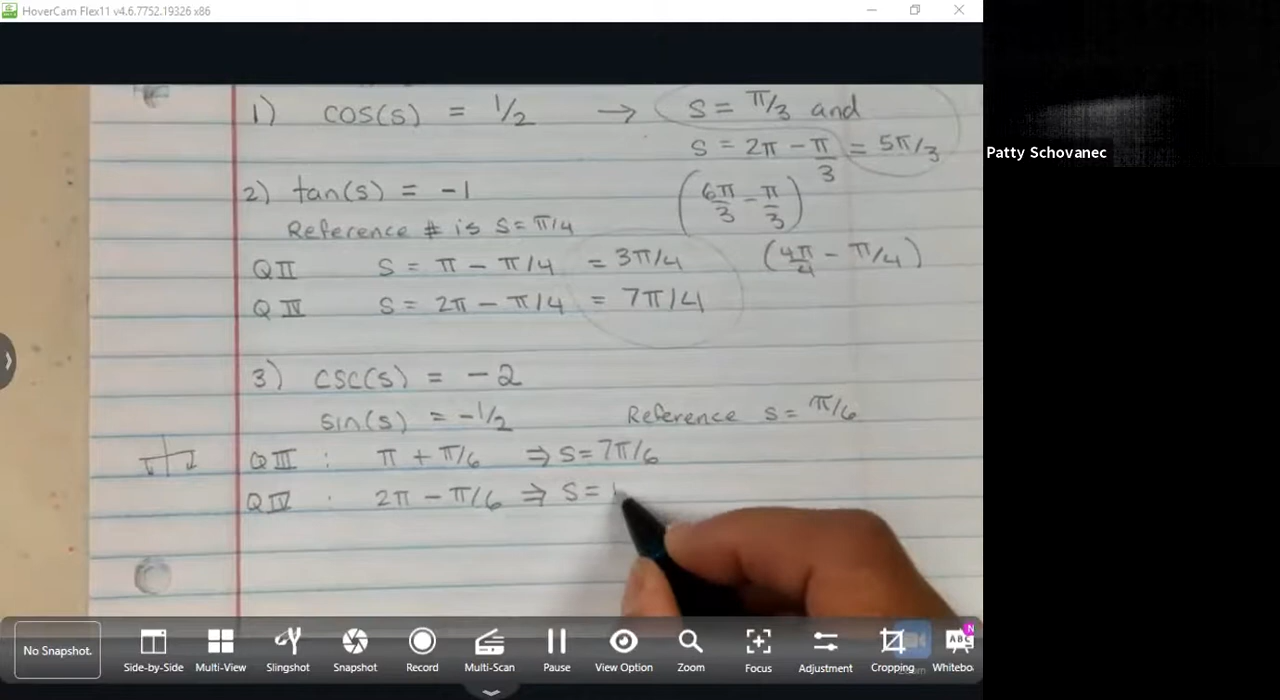 HoverCam Flex11 v4.6.7752.19326 x86
1) cos(s) = 1/2 → s = π/3 and
s = 2π - π/3 = 5π/3
2) tan(s) = -1 (6π/3 - π/3)
Reference # is s = π/4
QII s = π - π/4 = 3π/4 (4π/4 - π/4)
QIV s = 2π - π/4 = 7π/4
3) csc(s) = -2
sin(s) = -1/2 Reference s = π/6
QIII : π + π/6 ⇒ s = 7π/6
QIV : 2π - π/6 ⇒ s = 1
Patty Schovanec
No Snapshot.
Side-by-Side Multi-View Slingshot Snapshot Record Multi-Scan Pause View Option Zoom Focus Adjustment Cropping Whiteboa
ABC
N